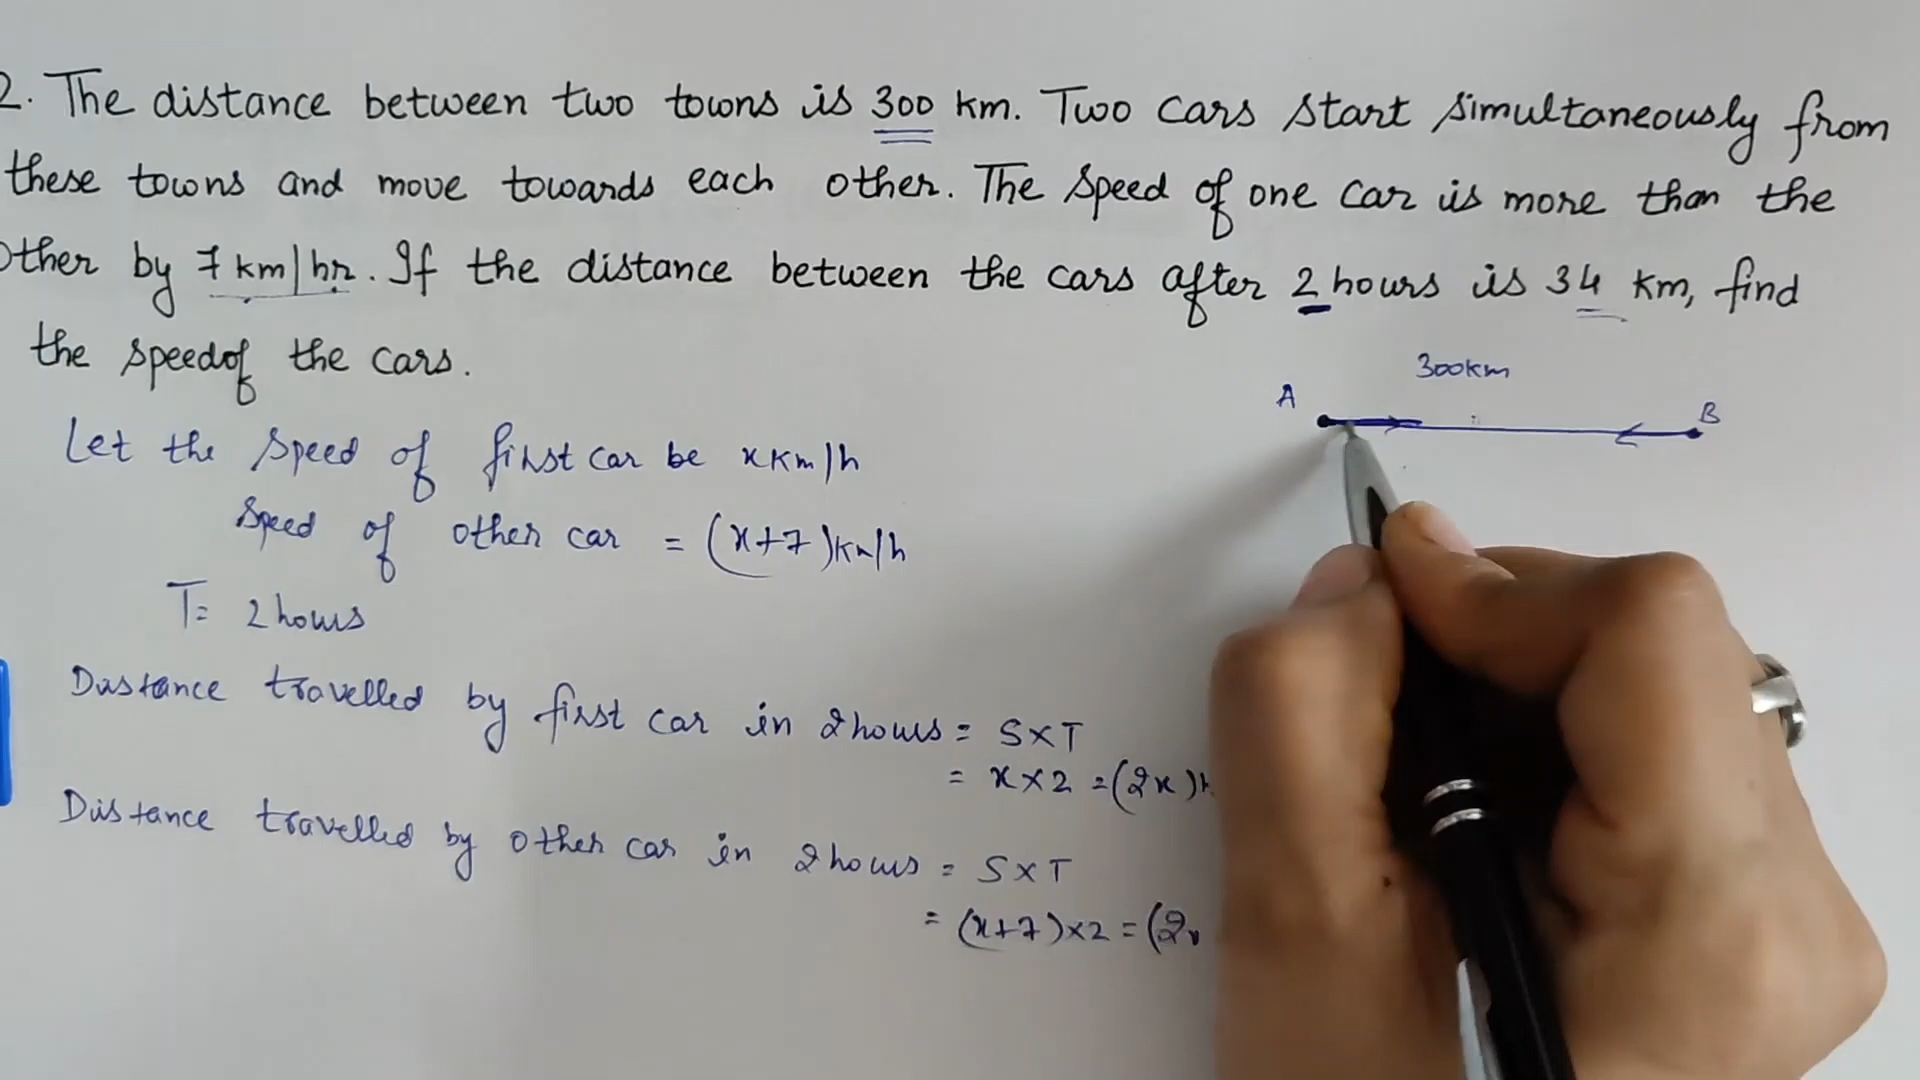 2. The distance between two towns is 300 km. Two cars start simultaneously from
these towns and move towards each other. The speed of one car is more than the
other by 7 km/hr. If the distance between the cars after 2 hours is 34 km, find
the speed of the cars.
300km
A
B
Let the speed of first car be x km/h
Speed of other car = (x+7) km/h
T= 2 hours
Distance travelled by first car in 2 hours = S×T
= x×2 = (2x)
Distance travelled by other car in 2 hours = S×T
= (x+7)×2 = (2x